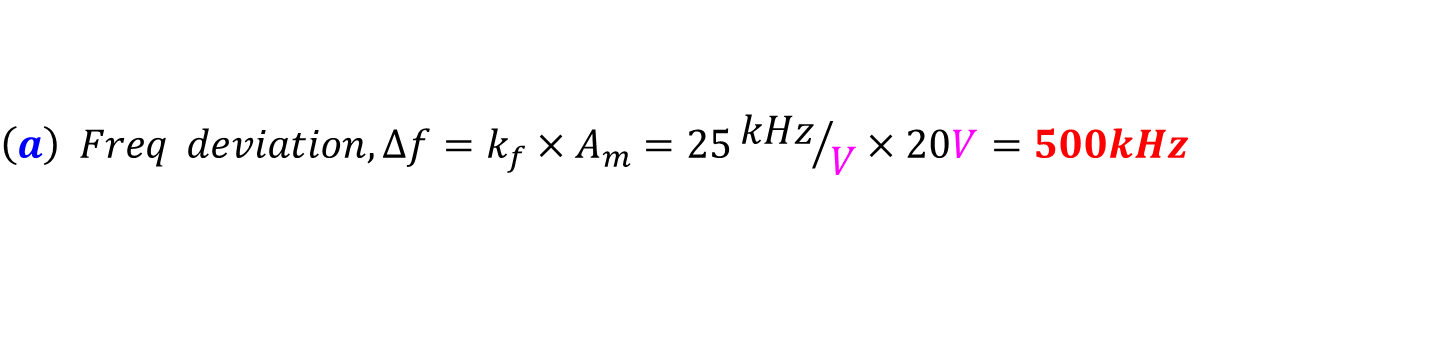 (a) Freq deviation, Δf = k_f × A_m = 25 kHz/V × 20V = 500kHz